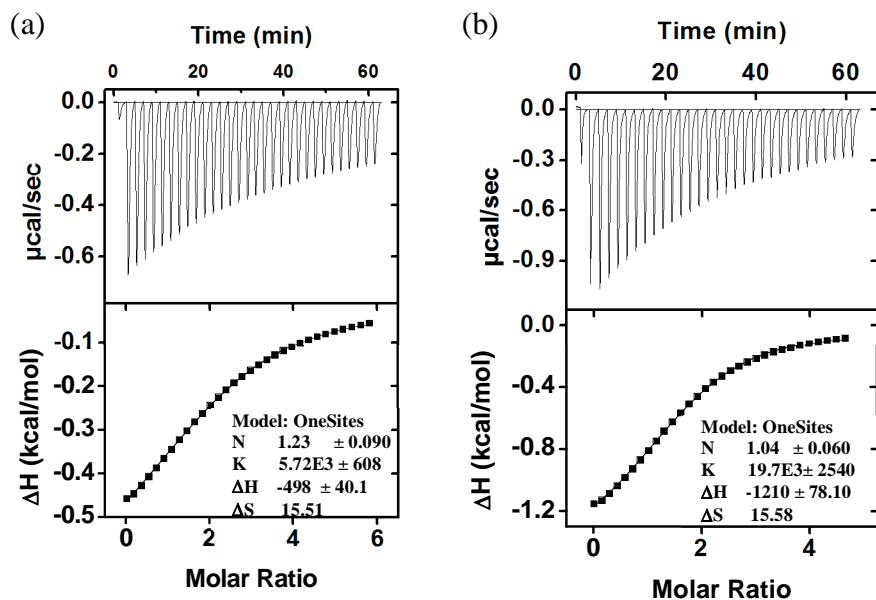 (a)
Time (min)
0 20 40 60
0.0
-0.2
-0.4
-0.6
µcal/sec
-0.1
-0.2
-0.3
-0.4
-0.5
ΔH (kcal/mol)
Model: OneSites
N 1.23 ± 0.090
K 5.72E3 ± 608
ΔH -498 ± 40.1
ΔS 15.51
0 2 4 6
Molar Ratio
(b)
Time (min)
0 20 40 60
0.0
-0.3
-0.6
-0.9
µcal/sec
0.0
-0.4
-0.8
-1.2
ΔH (kcal/mol)
Model: OneSites
N 1.04 ± 0.060
K 19.7E3± 2540
ΔH -1210 ± 78.10
ΔS 15.58
0 2 4
Molar Ratio